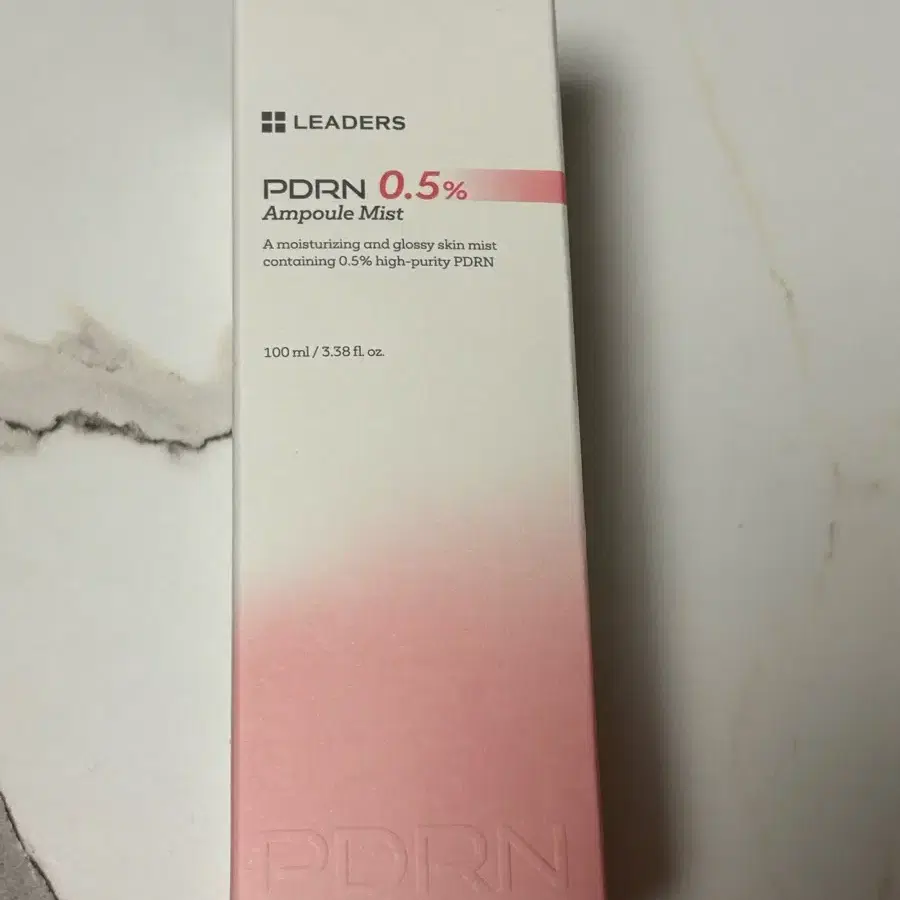 LEADERS
PDRN 0.5%
Ampoule Mist
A moisturizing and glossy skin mist
containing 0.5% high-purity PDRN
100 ml / 3.38 fl. oz.
PDRN